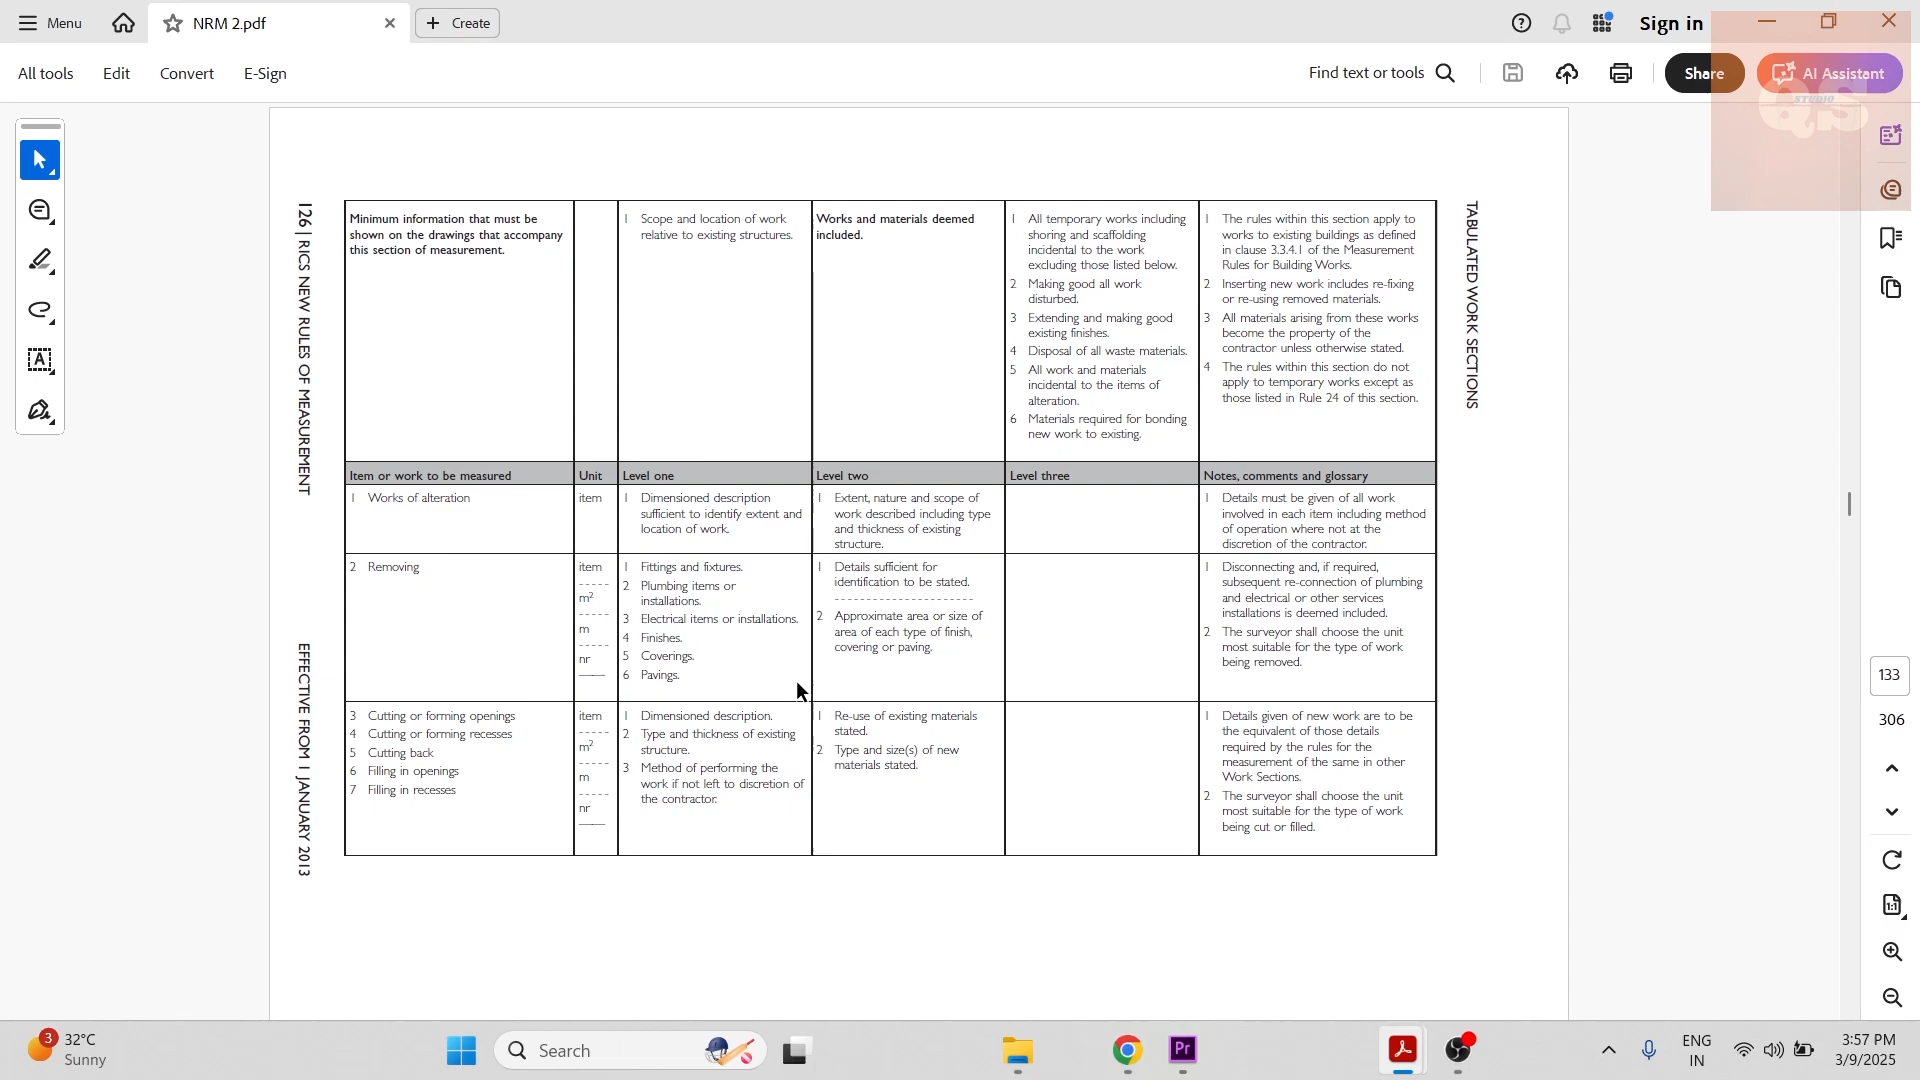 Menu
NRM 2.pdf
Create
Sign in
All tools
Edit
Convert
E-Sign
Find text or tools
Share
AI Assistant
QS
STUDIO
126 | RICS NEW RULES OF MEASUREMENT
EFFECTIVE FROM 1 JANUARY 2013
TABULATED WORK SECTIONS
Minimum information that must be
shown on the drawings that accompany
this section of measurement.
1 Scope and location of work
relative to existing structures.
Works and materials deemed
included.
1 All temporary works including
shoring and scaffolding
incidental to the work
excluding those listed below.
2 Making good all work
disturbed.
3 Extending and making good
existing finishes.
4 Disposal of all waste materials.
5 All work and materials
incidental to the items of
alteration.
6 Materials required for bonding
new work to existing.
1 The rules within this section apply to
works to existing buildings as defined
in clause 3.3.4.1 of the Measurement
Rules for Building Works.
2 Inserting new work includes re-fixing
or re-using removed materials.
3 All materials arising from these works
become the property of the
contractor unless otherwise stated.
4 The rules within this section do not
apply to temporary works except as
those listed in Rule 24 of this section.
Item or work to be measured
Unit
Level one
Level two
Level three
Notes, comments and glossary
1 Works of alteration
item
1 Dimensioned description
sufficient to identify extent and
location of work.
1 Extent, nature and scope of
work described including type
and thickness of existing
structure.
1 Details must be given of all work
involved in each item including method
of operation where not at the
discretion of the contractor.
2 Removing
item
m²
m
nr
1 Fittings and fixtures.
2 Plumbing items or
installations.
3 Electrical items or installations.
4 Finishes.
5 Coverings.
6 Pavings.
1 Details sufficient for
identification to be stated.
2 Approximate area or size of
area of each type of finish,
covering or paving.
1 Disconnecting and, if required,
subsequent re-connection of plumbing
and electrical or other services
installations is deemed included.
2 The surveyor shall choose the unit
most suitable for the type of work
being removed.
3 Cutting or forming openings
4 Cutting or forming recesses
5 Cutting back
6 Filling in openings
7 Filling in recesses
item
m²
m
nr
1 Dimensioned description.
2 Type and thickness of existing
structure.
3 Method of performing the
work if not left to discretion of
the contractor.
1 Re-use of existing materials
stated.
2 Type and size(s) of new
materials stated.
1 Details given of new work are to be
the equivalent of those details
required by the rules for the
measurement of the same in other
Work Sections.
2 The surveyor shall choose the unit
most suitable for the type of work
being cut or filled.
133
306
3
32°C
Sunny
Search
Pr
ENG
IN
3:57 PM
3/9/2025